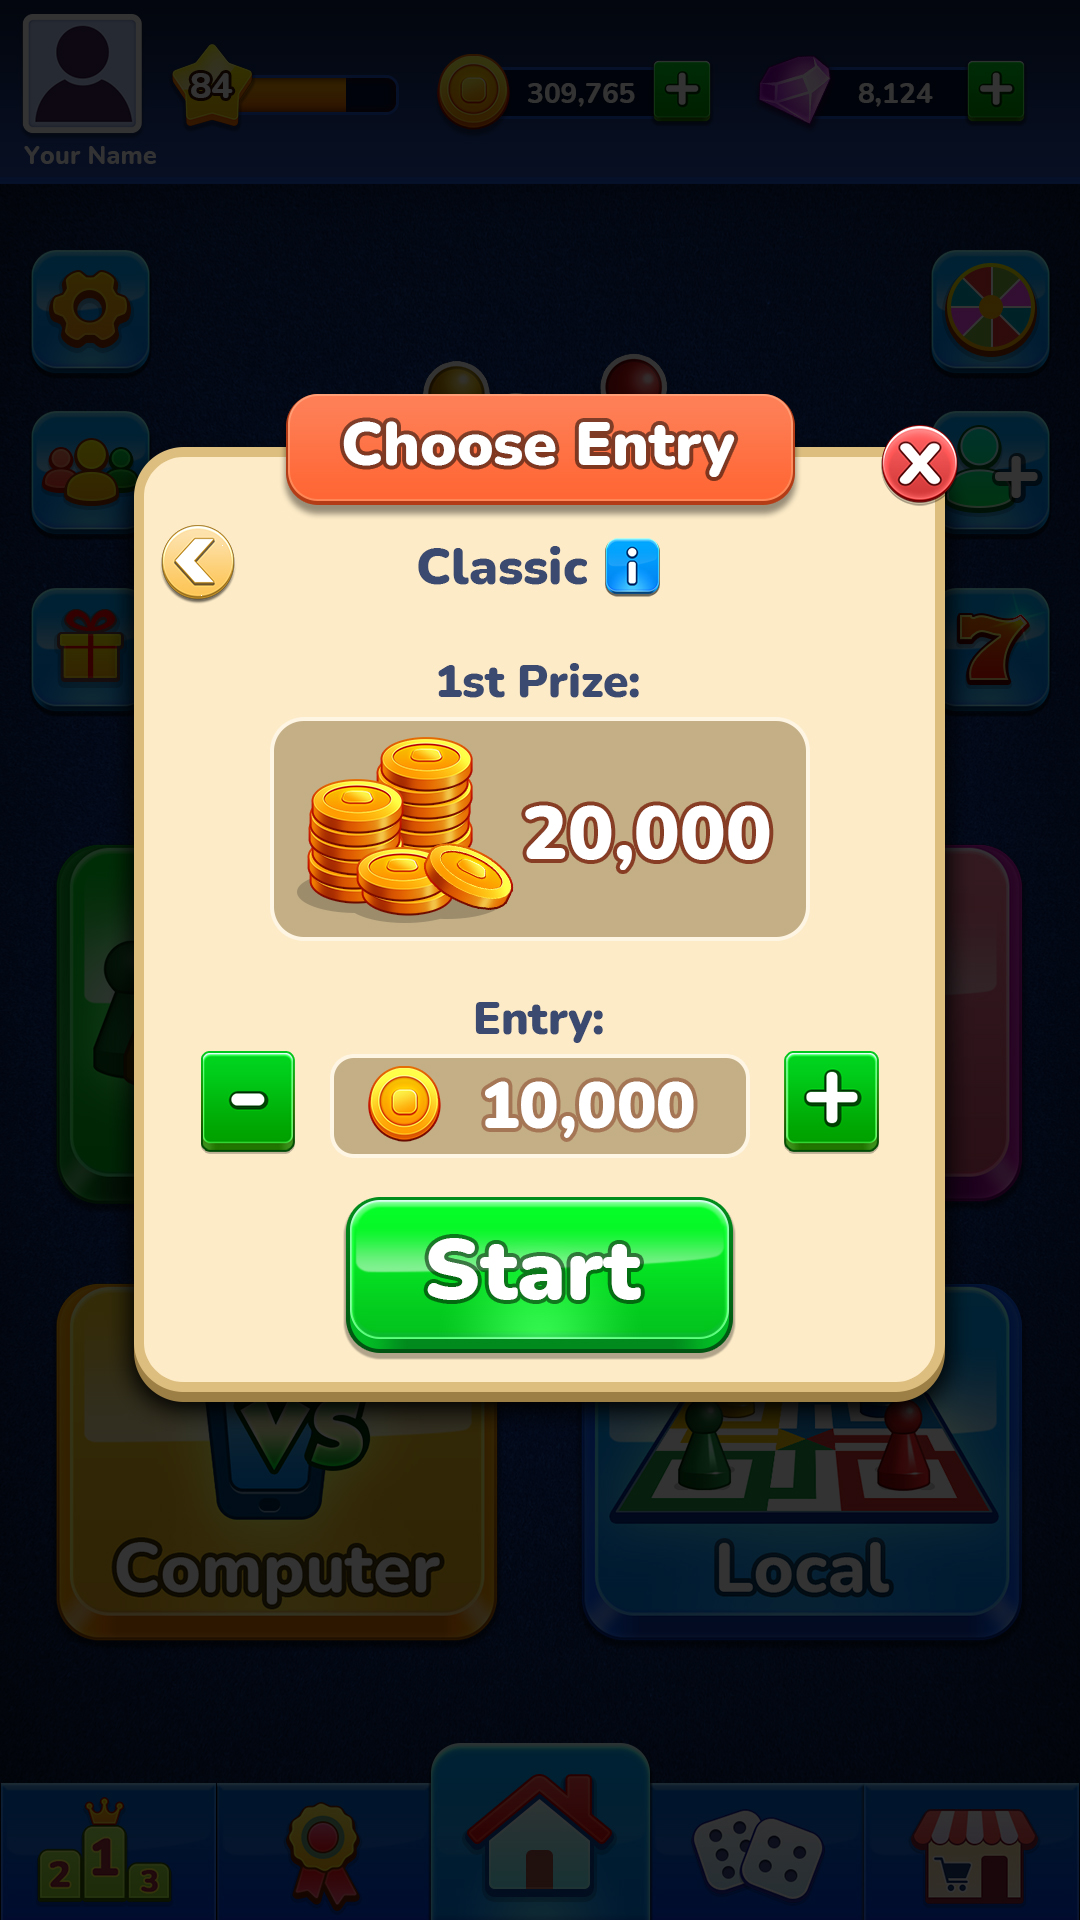 84
309,765
8,124
Your Name
Choose Entry
Classic
1st Prize:
20,000
Entry:
10,000
Start
VS
Computer
Local
1
2
3